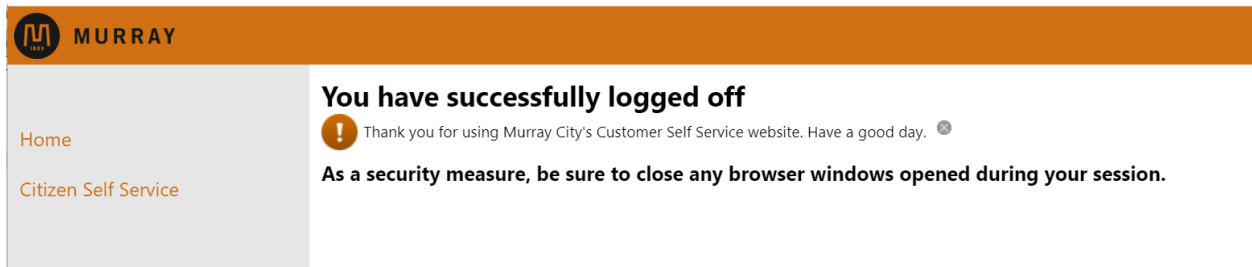 MURRAY
You have successfully logged off
Thank you for using Murray City's Customer Self Service website. Have a good day.
Home
As a security measure, be sure to close any browser windows opened during your session.
Citizen Self Service